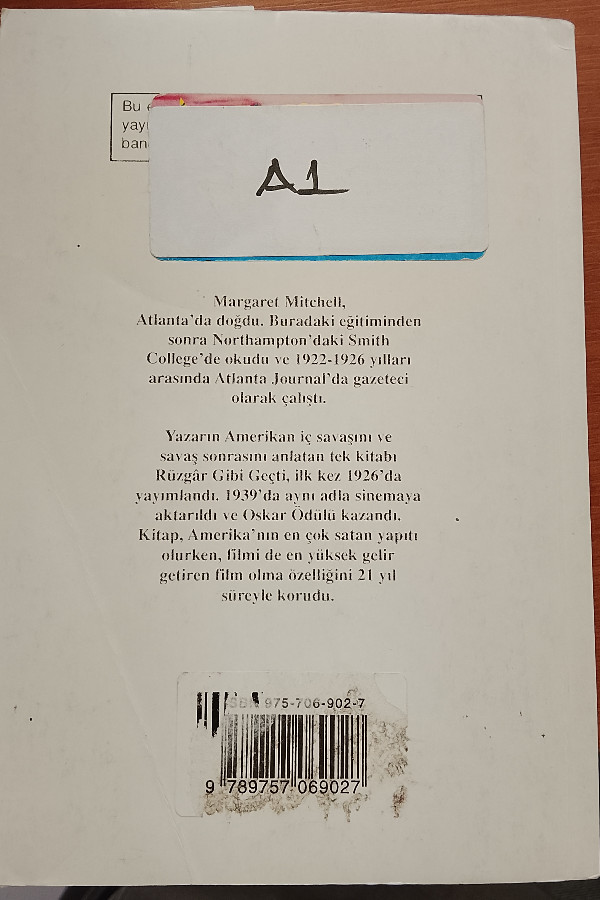 Bu
yay
ban
A1
Margaret Mitchell,
Atlanta'da doğdu. Buradaki eğitiminden
sonra Northampton'daki Smith
College'de okudu ve 1922-1926 yılları
arasında Atlanta Journal'da gazeteci
olarak çalıştı.
Yazarın Amerikan iç savaşını ve
savaş sonrasını anlatan tek kitabı
Rüzgâr Gibi Geçti, ilk kez 1926'da
yayımlandı. 1939'da aynı adla sinemaya
aktarıldı ve Oskar Ödülü kazandı.
Kitap, Amerika'nın en çok satan yapıtı
olurken, filmi de en yüksek gelir
getiren film olma özelliğini 21 yıl
süreyle korudu.
ISBN 975-706-902-7
9 789757 069027